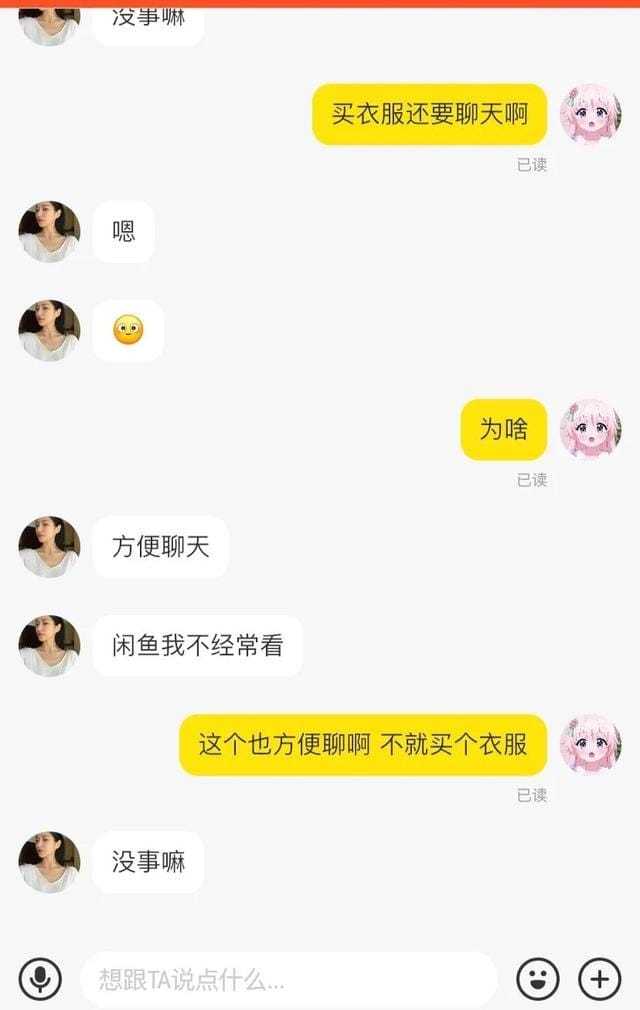 没事嘛
买衣服还要聊天啊
已读
嗯
为啥
已读
方便聊天
闲鱼我不经常看
这个也方便聊啊 不就买个衣服
已读
没事嘛
想跟TA说点什么...